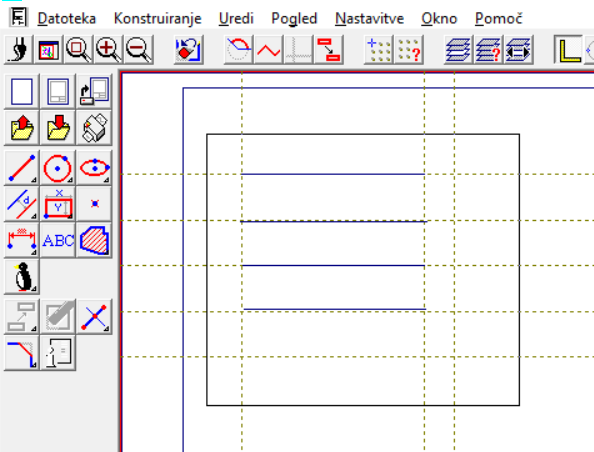 Datoteka Konstruiranje Uredi Pogled Nastavitve Okno Pomoč
? ?
d X Y
ABC